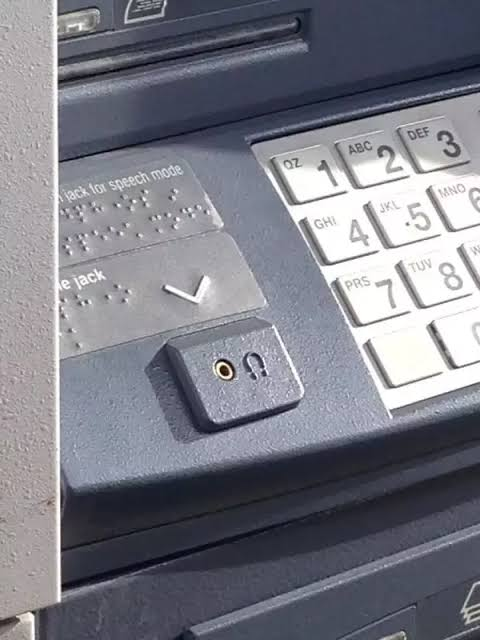 jack for speech mode
jack
QZ 1
ABC 2
DEF 3
GHI 4
JKL 5
MNO 6
PRS 7
TUV 8